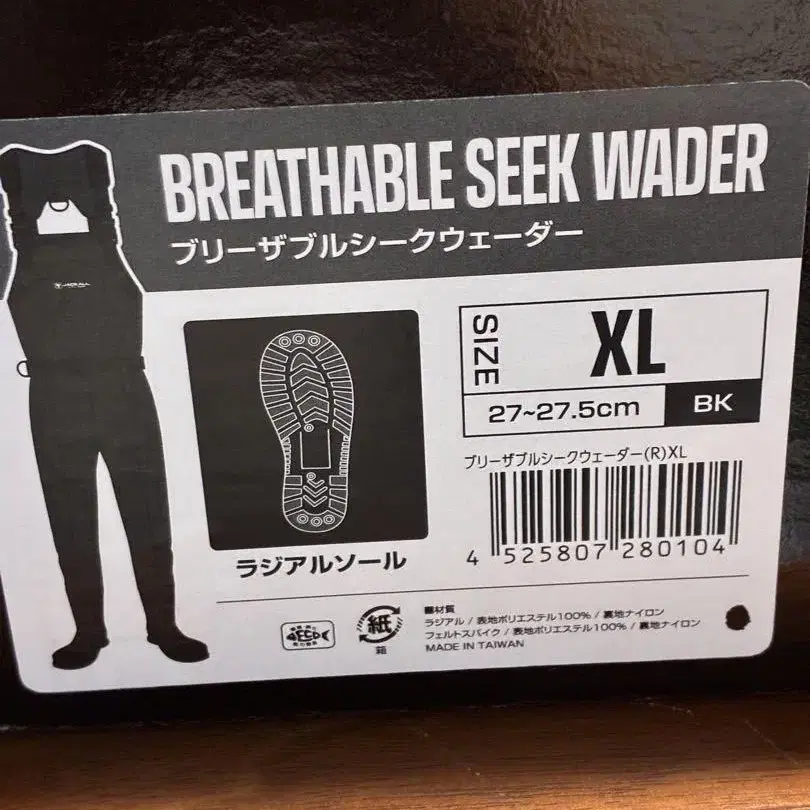 BREATHABLE SEEK WADER
ブリーザブルシークウェーダー
SIZE
XL
27~27.5cm
BK
ブリーザブルシークウェーダー(R)XL
4 525807 280104
ラジアルソール
ECO
紙
箱
■材質
ラジアル / 表地ポリエステル100% / 裏地ナイロン
フェルトスパイク / 表地ポリエステル100% / 裏地ナイロン
MADE IN TAIWAN